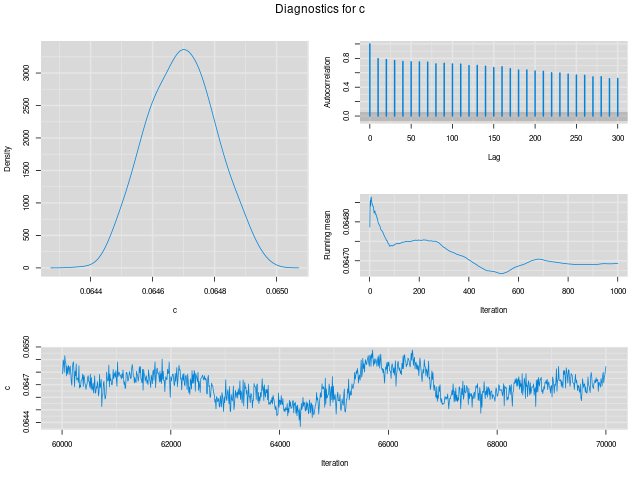 Diagnostics for c
Density
0 500 1000 1500 2000 2500 3000
0.0644 0.0646 0.0648 0.0650
c
Autocorrelation
0.0 0.4 0.8
0 50 100 150 200 250 300
Lag
Running mean
0.06470 0.06480
0 200 400 600 800 1000
Iteration
c
0.0644 0.0647 0.0650
60000 62000 64000 66000 68000 70000
Iteration